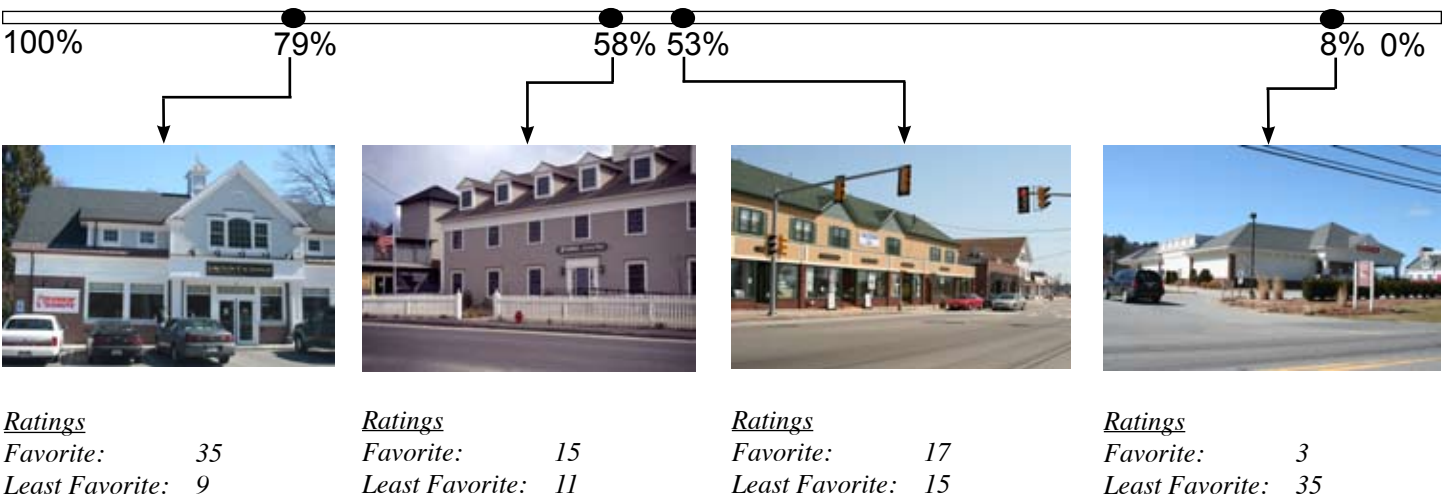 100% 79% 58% 53% 8% 0%
Ratings
Favorite: 35
Least Favorite: 9
Ratings
Favorite: 15
Least Favorite: 11
Ratings
Favorite: 17
Least Favorite: 15
Ratings
Favorite: 3
Least Favorite: 35